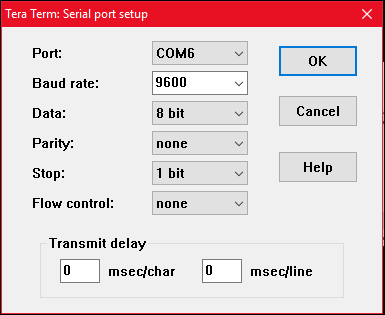 Tera Term: Serial port setup
Port: COM6 OK
Baud rate: 9600
Data: 8 bit Cancel
Parity: none
Stop: 1 bit Help
Flow control: none
Transmit delay
0 msec/char 0 msec/line